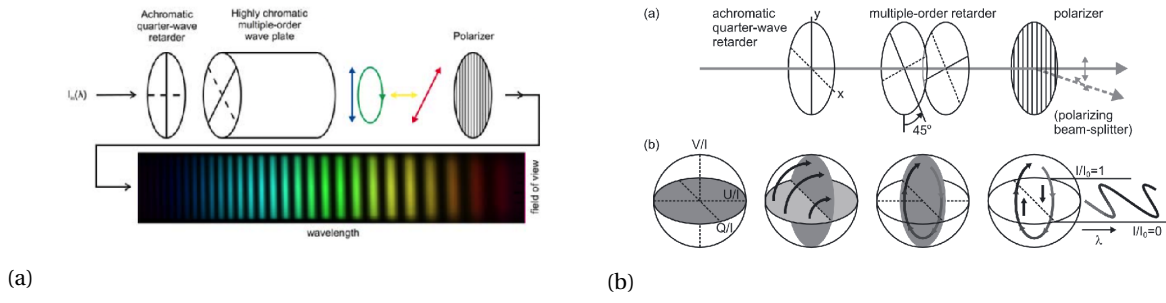 Achromatic
quarter-wave
retarder
Highly chromatic
multiple-order
wave plate
Polarizer
I_in(λ)
field of view
wavelength
(a)
(a)
achromatic
quarter-wave
retarder
y
x
multiple-order retarder
45°
polarizer
(polarizing
beam-splitter)
(b)
V/I
U/I
Q/I
I/I₀=1
λ
I/I₀=0
(b)